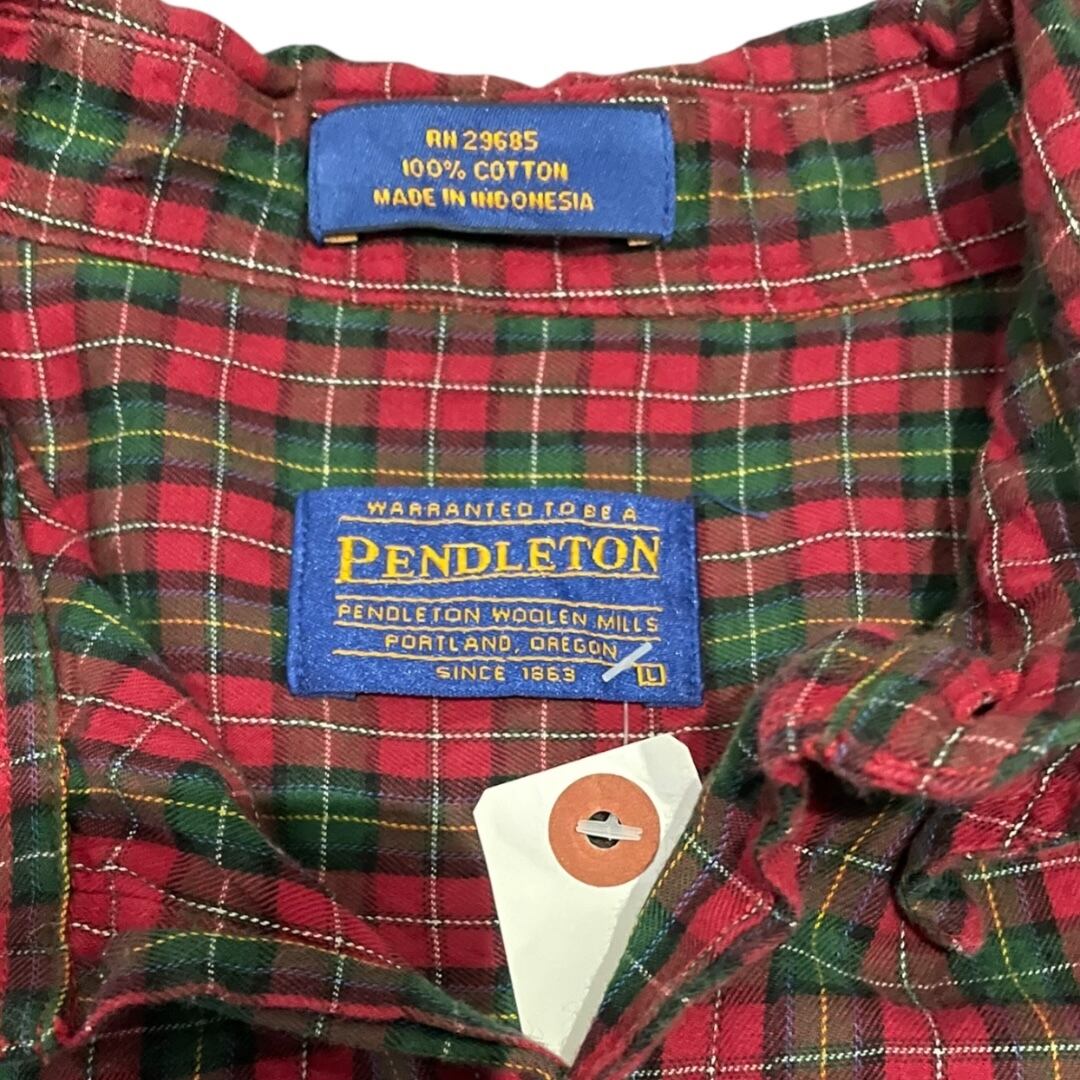 RN 29685
100% COTTON
MADE IN INDONESIA
WARRANTED TO BE A
PENDLETON
PENDLETON WOOLEN MILLS
PORTLAND, OREGON
SINCE 1863 L